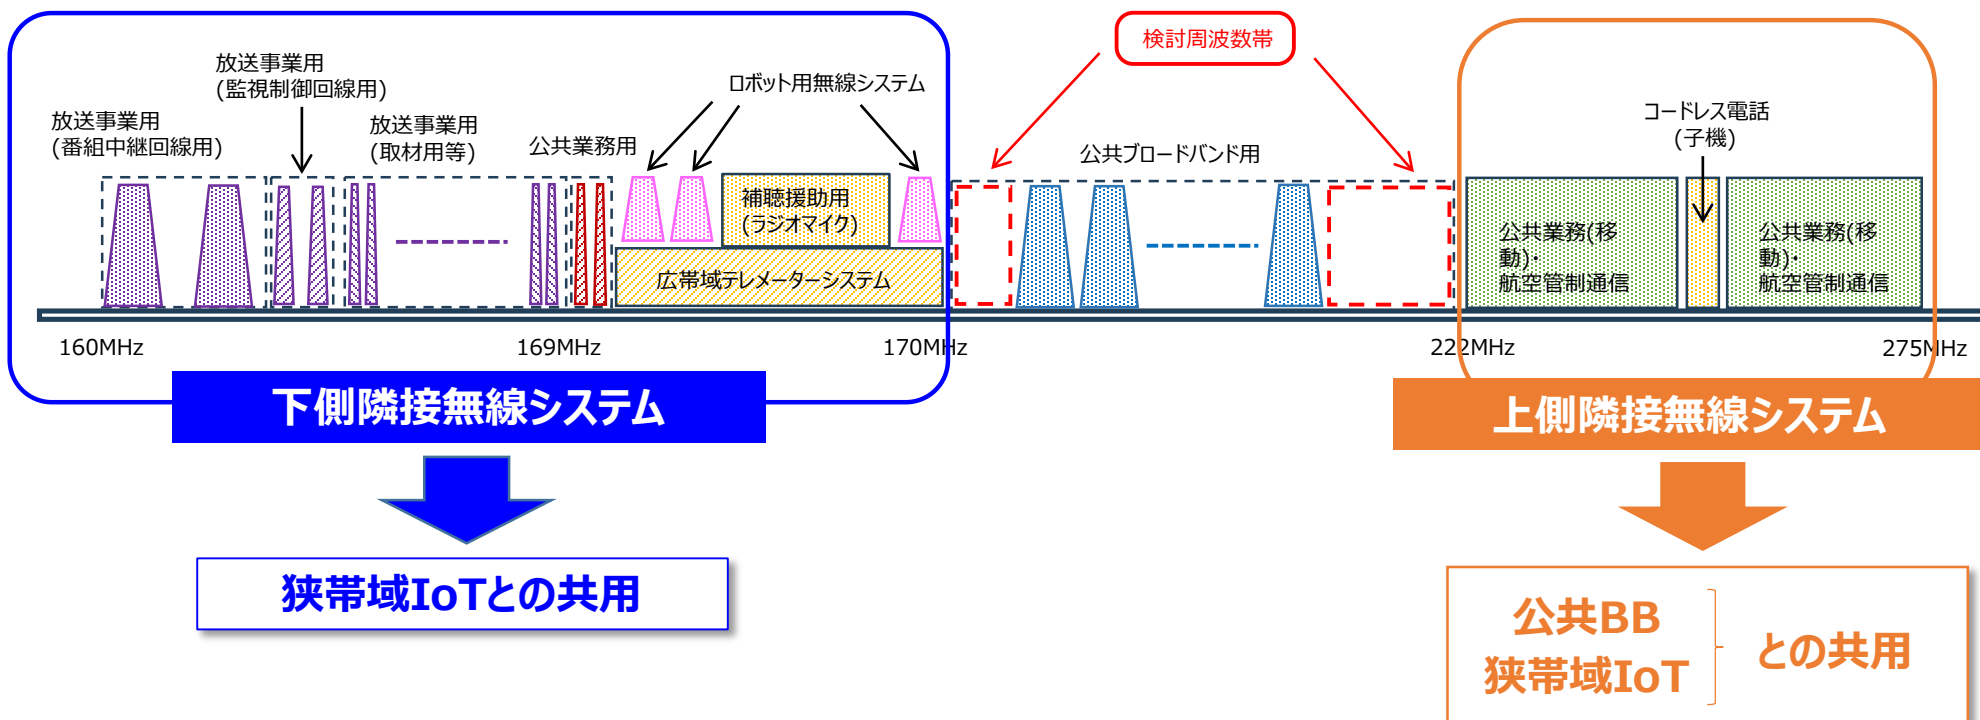 検討周波数帯
放送事業用
(監視制御回線用)
ロボット用無線システム
放送事業用
(番組中継回線用)
放送事業用
(取材用等)
公共業務用
公共ブロードバンド用
コードレス電話
(子機)
補聴援助用
(ラジオマイク)
広帯域テレメーターシステム
公共業務(移
動)・
航空管制通信
公共業務(移
動)・
航空管制通信
160MHz
169MHz
170MHz
222MHz
275MHz
下側隣接無線システム
上側隣接無線システム
狭帯域IoTとの共用
公共BB
狭帯域IoT
との共用